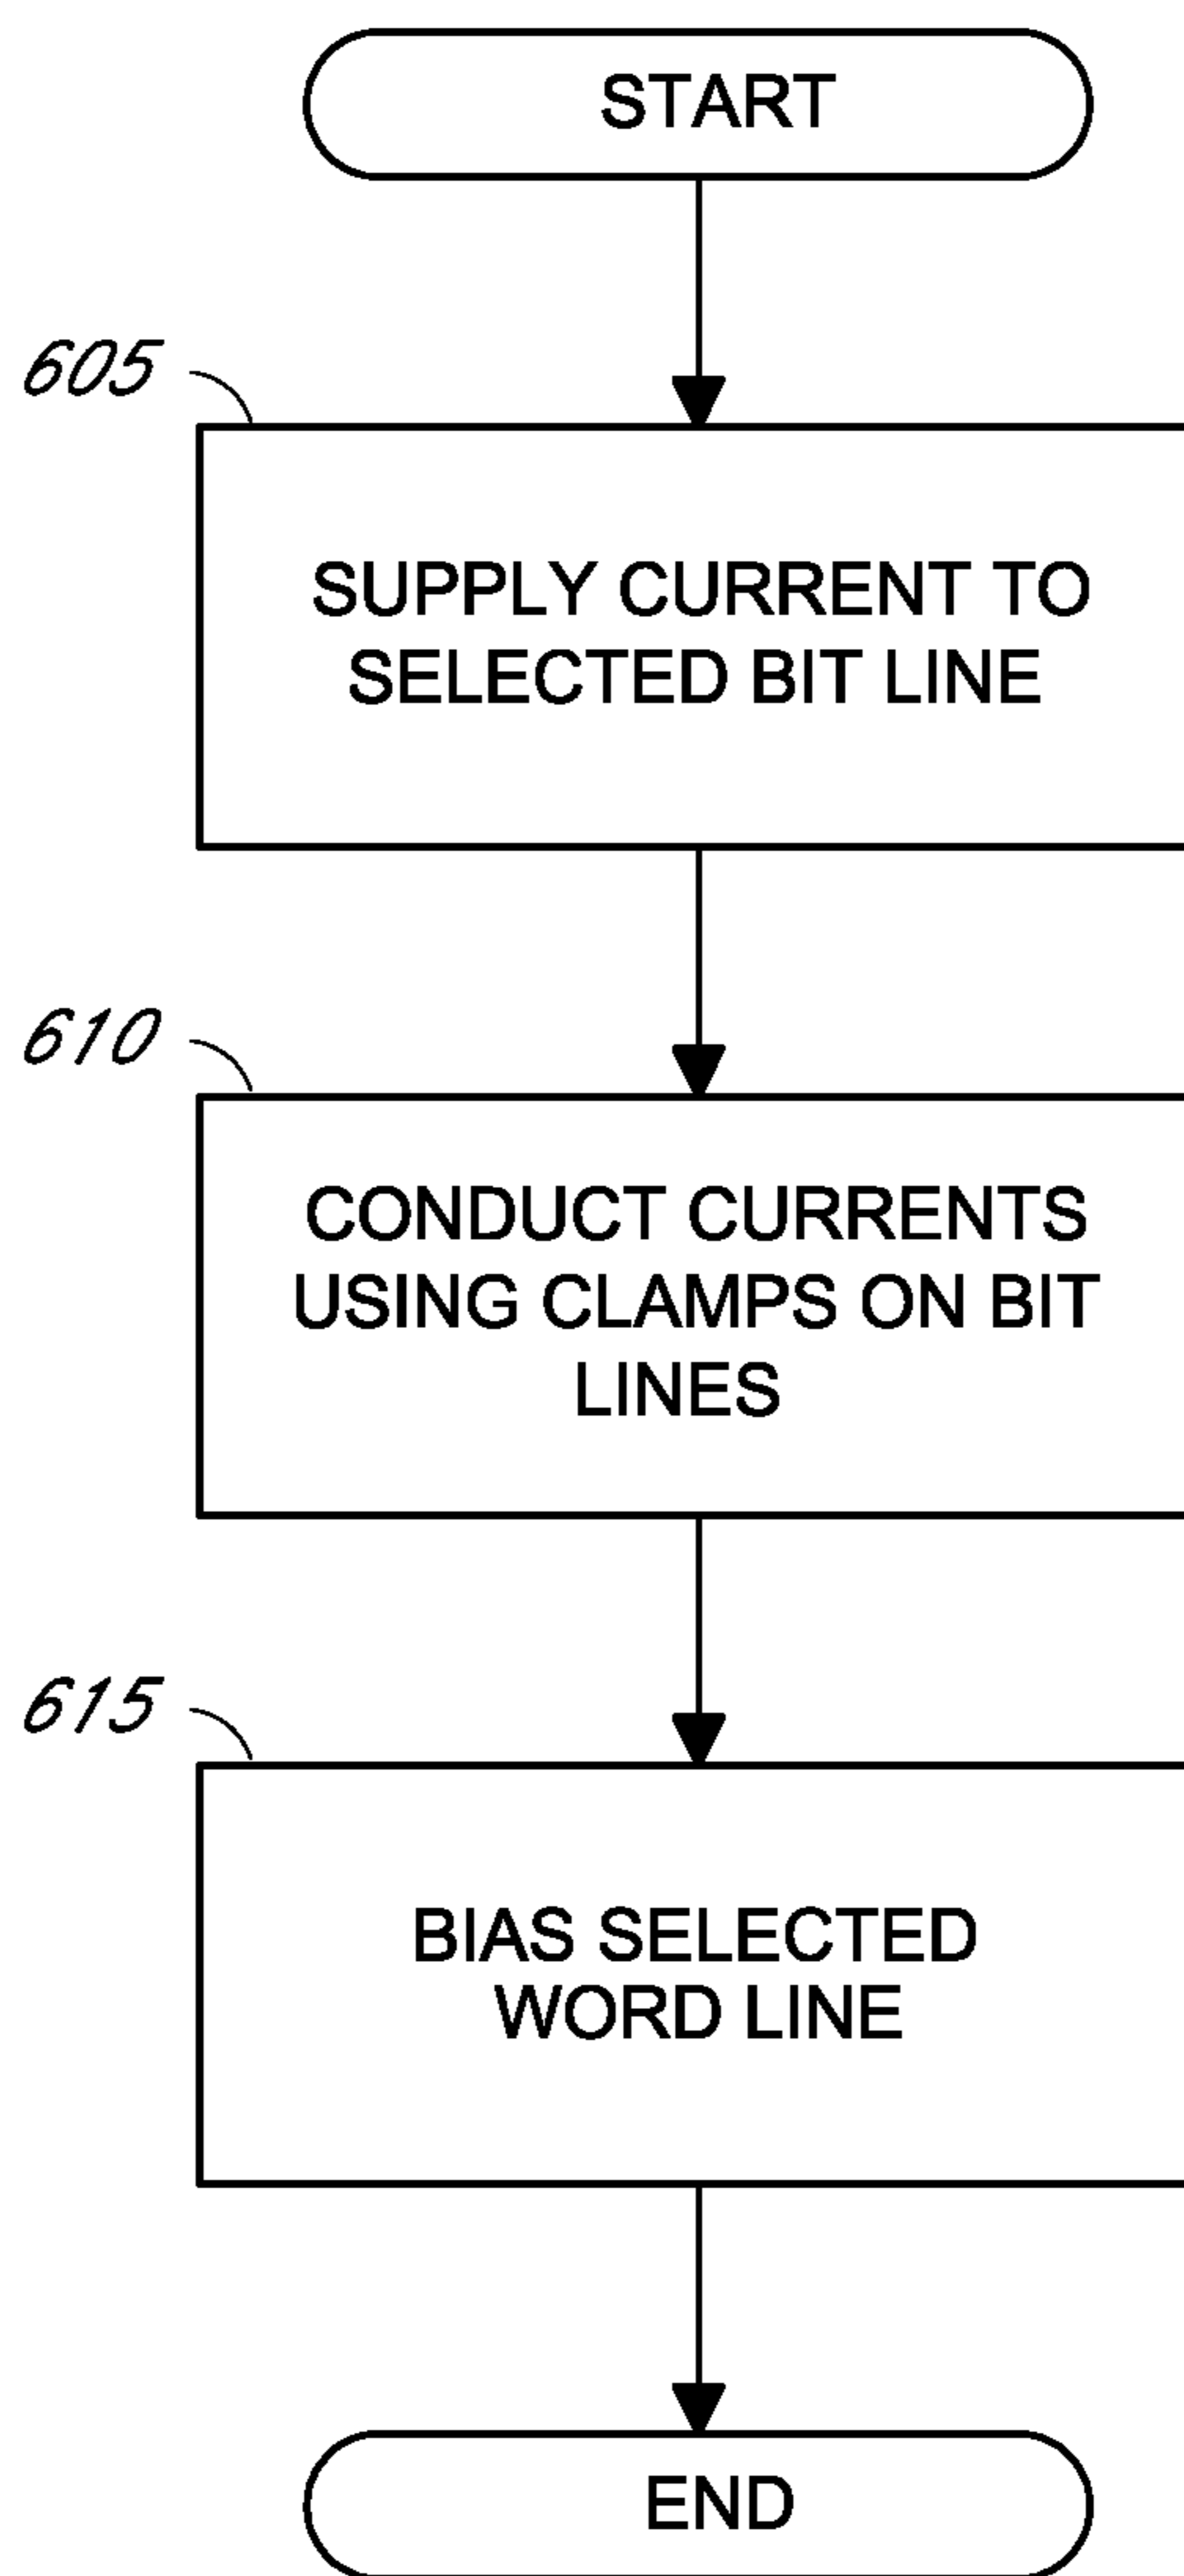 START
605
SUPPLY CURRENT TO
SELECTED BIT LINE
610
CONDUCT CURRENTS
USING CLAMPS ON BIT
LINES
615
BIAS SELECTED
WORD LINE
END